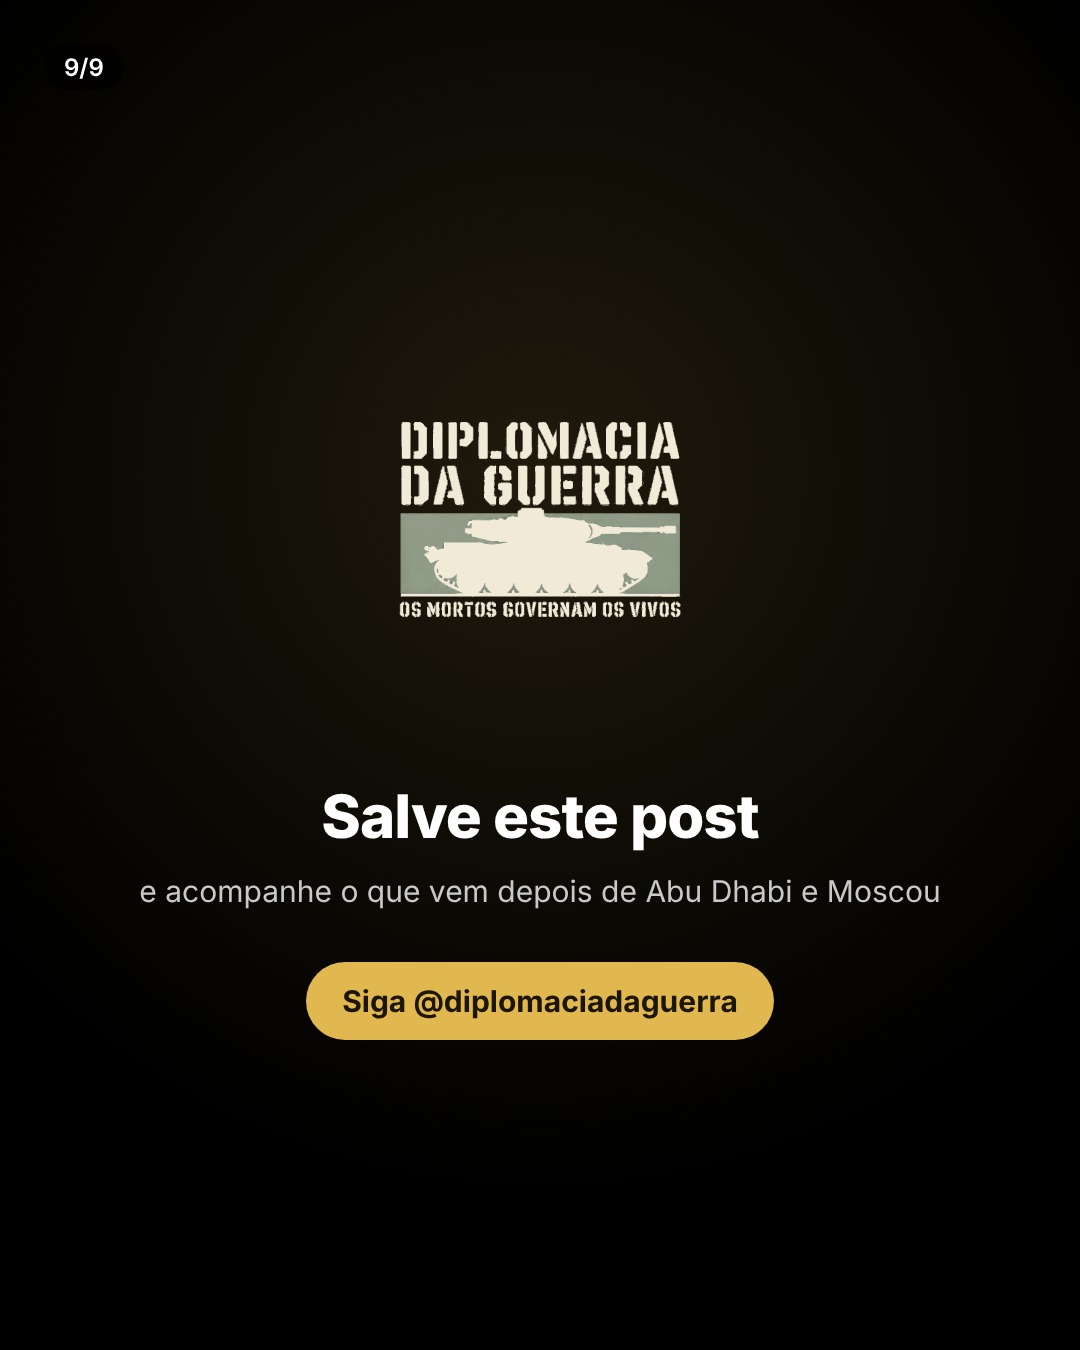 9/9
DIPLOMACIA
DA GUERRA
OS MORTOS GOVERNAM OS VIVOS
Salve este post
e acompanhe o que vem depois de Abu Dhabi e Moscou
Siga @diplomaciadaguerra